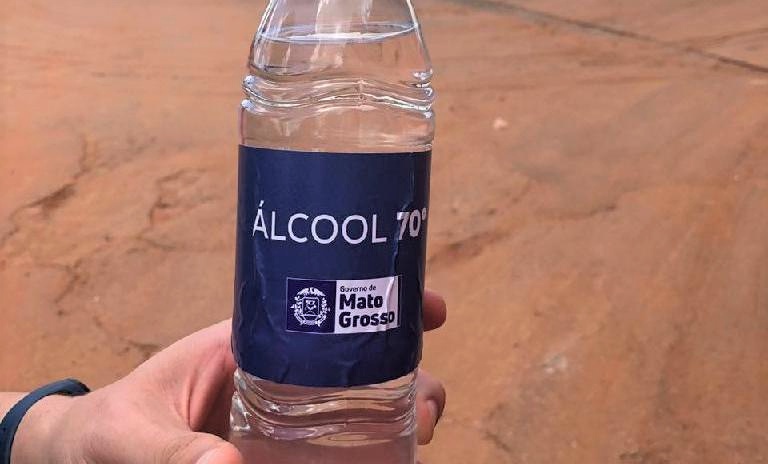 ÁLCOOL 70°
Governo de
Mato
Grosso